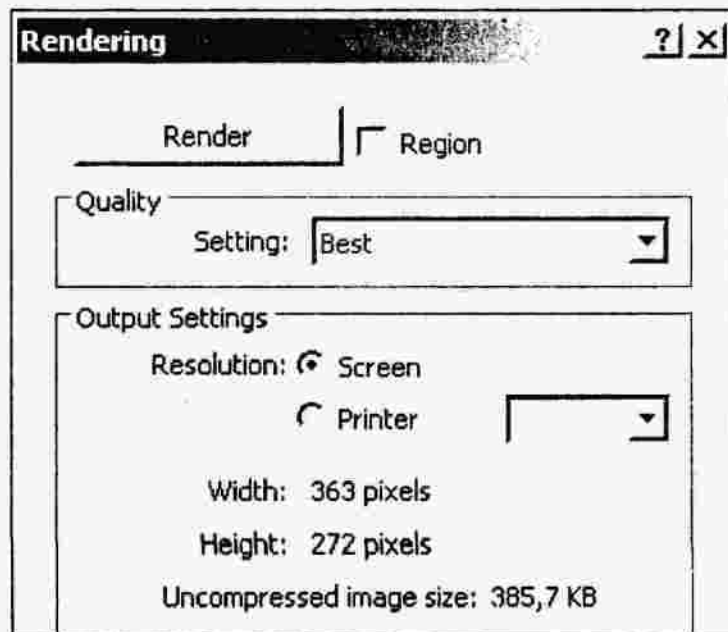 Rendering
Render
Region
Quality
Setting: Best
Output Settings
Resolution: Screen
Printer
Width: 363 pixels
Height: 272 pixels
Uncompressed image size: 385,7 KB